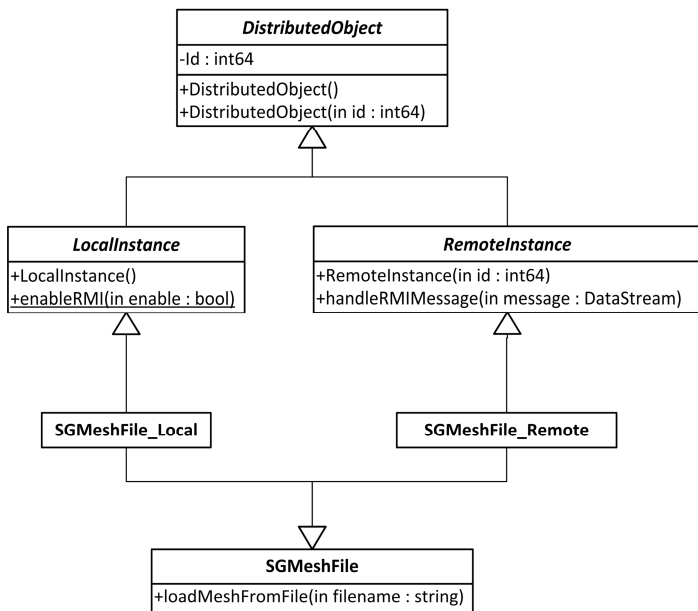 DistributedObject
-Id : int64
+DistributedObject()
+DistributedObject(in id : int64)
LocalInstance
+LocalInstance()
+enableRMI(in enable : bool)
RemoteInstance
+RemoteInstance(in id : int64)
+handleRMIMessage(in message : DataStream)
SGMeshFile_Local
SGMeshFile_Remote
SGMeshFile
+loadMeshFromFile(in filename : string)